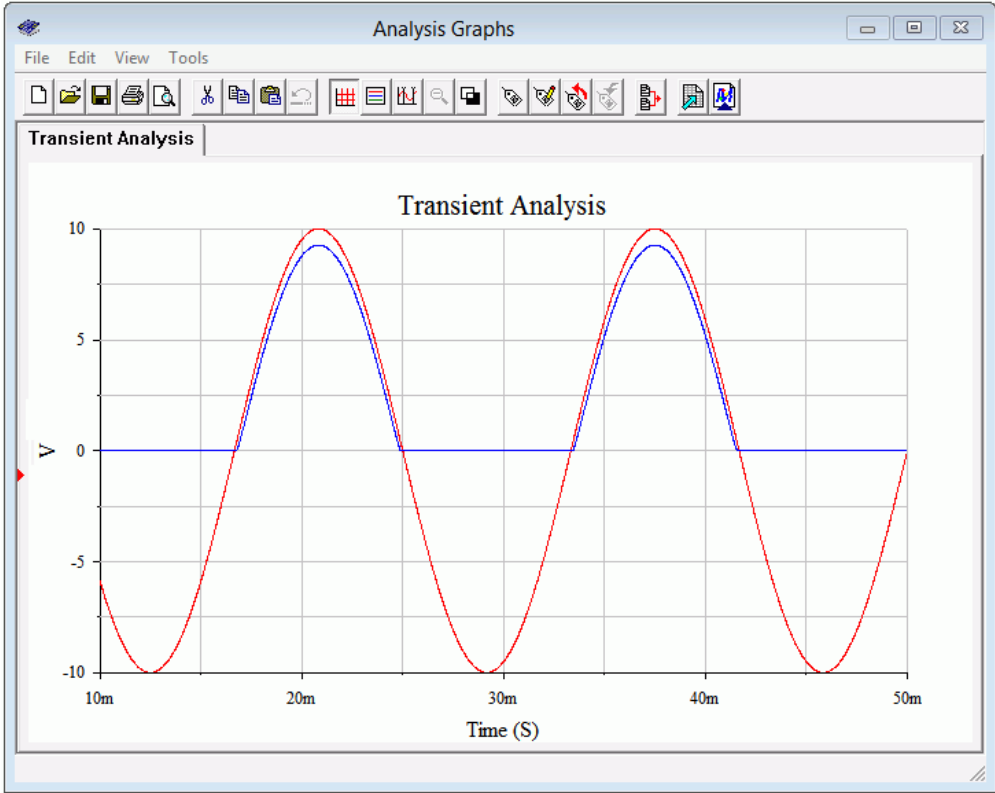 Analysis Graphs
File Edit View Tools
Transient Analysis
Transient Analysis
10
5
0
-5
-10
V
10m 20m 30m 40m 50m
Time (S)